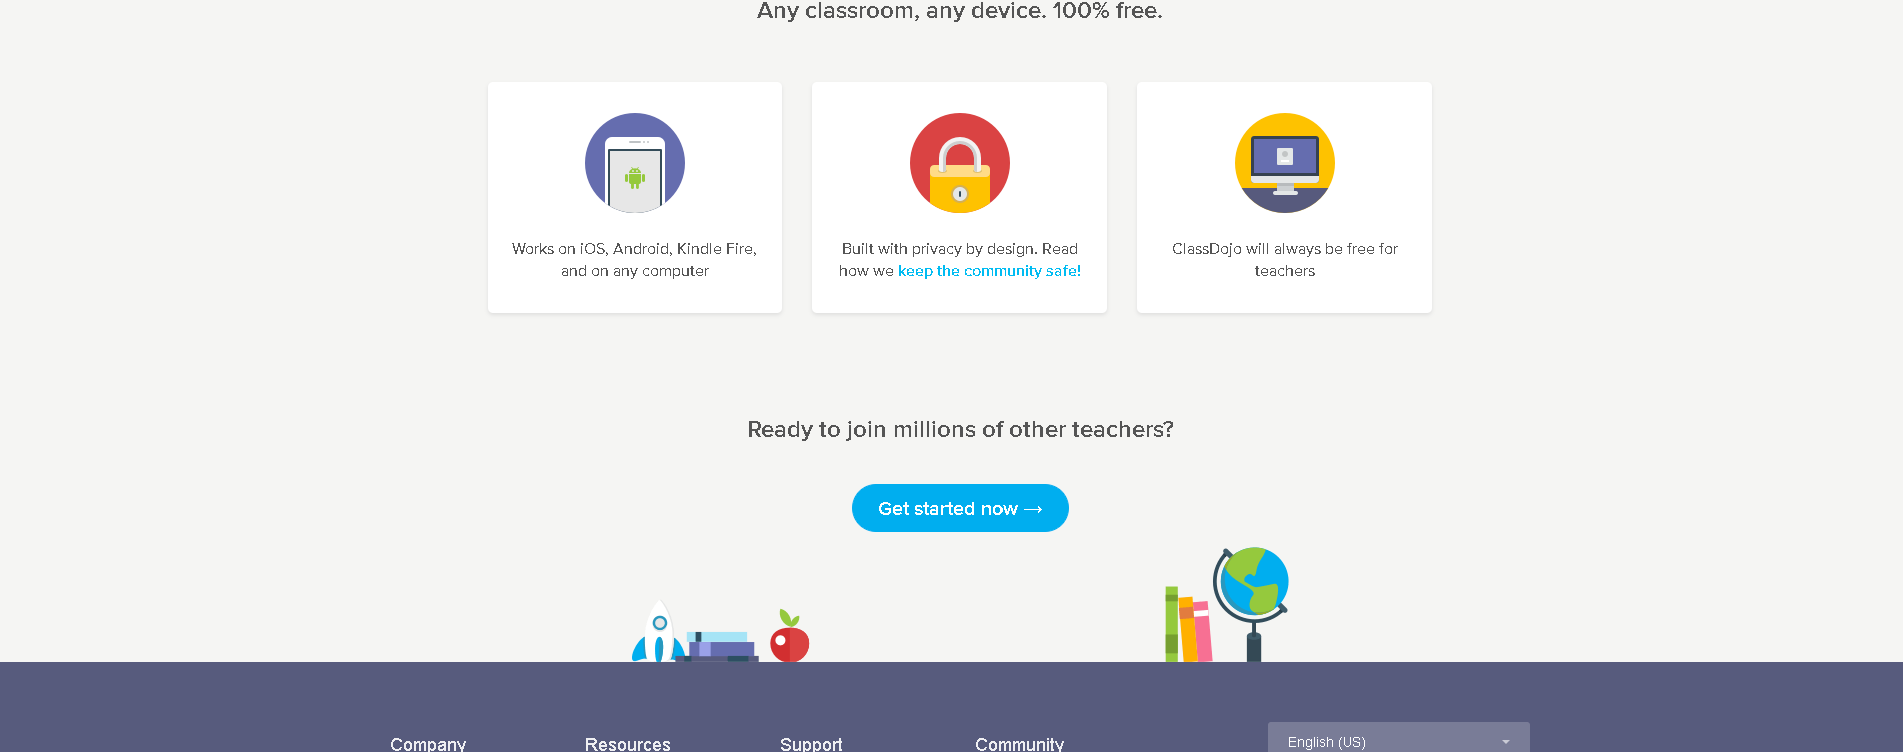 Any classroom, any device. 100% free.
Works on iOS, Android, Kindle Fire,
and on any computer
Built with privacy by design. Read
how we keep the community safe!
ClassDojo will always be free for
teachers
Ready to join millions of other teachers?
Get started now →
Company
Resources
Support
Community
English (US)